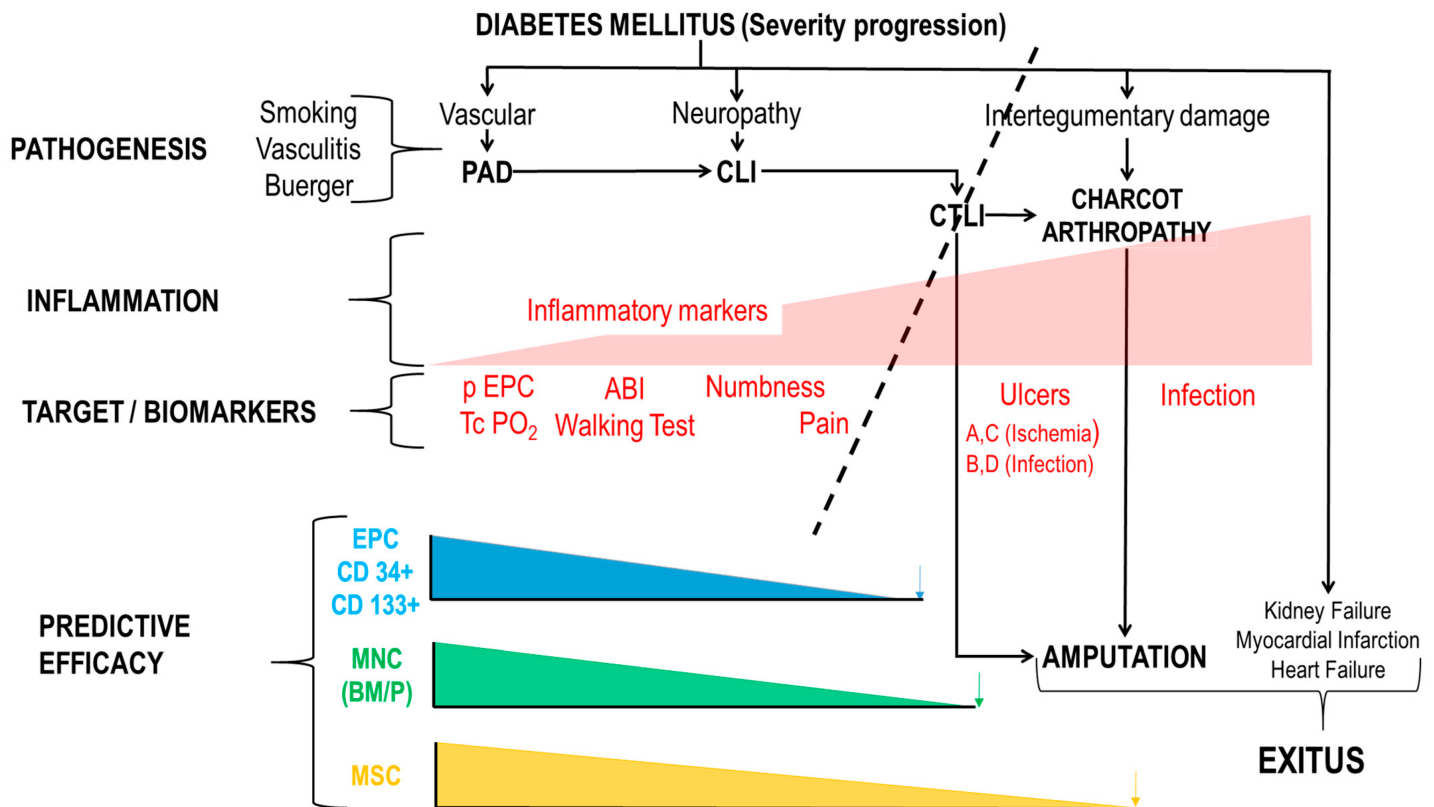 DIABETES MELLITUS (Severity progression)
PATHOGENESIS
Smoking
Vasculitis
Buerger
Vascular
Neuropathy
Intertegumentary damage
PAD
CLI
CTLI
CHARCOT
ARTHROPATHY
INFLAMMATION
Inflammatory markers
TARGET / BIOMARKERS
p EPC
Tc PO₂
ABI
Walking Test
Numbness
Pain
Ulcers
A,C (Ischemia)
B,D (Infection)
Infection
PREDICTIVE
EFFICACY
EPC
CD 34+
CD 133+
MNC
(BM/P)
MSC
AMPUTATION
Kidney Failure
Myocardial Infarction
Heart Failure
EXITUS